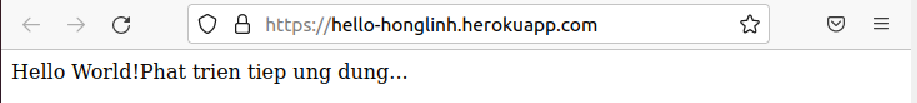 https://hello-honglinh.herokuapp.com
Hello World!Phat trien tiep ung dung...